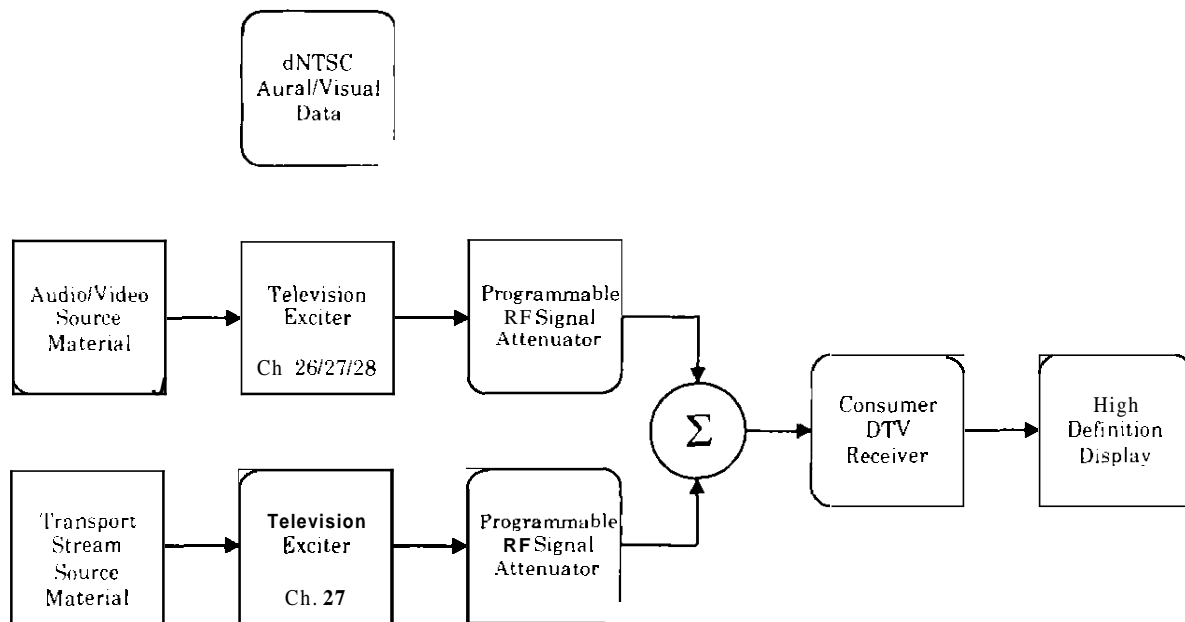 dNTSC
Aural/Visual
Data
Audio/Video
Source
Material
Television
Exciter
Ch 26/27/28
Programmable
RF Signal
Attenuator
Σ
Consumer
DTV
Receiver
High
Definition
Display
Transport
Stream
Source
Material
Television
Exciter
Ch. 27
Programmable
RF Signal
Attenuator